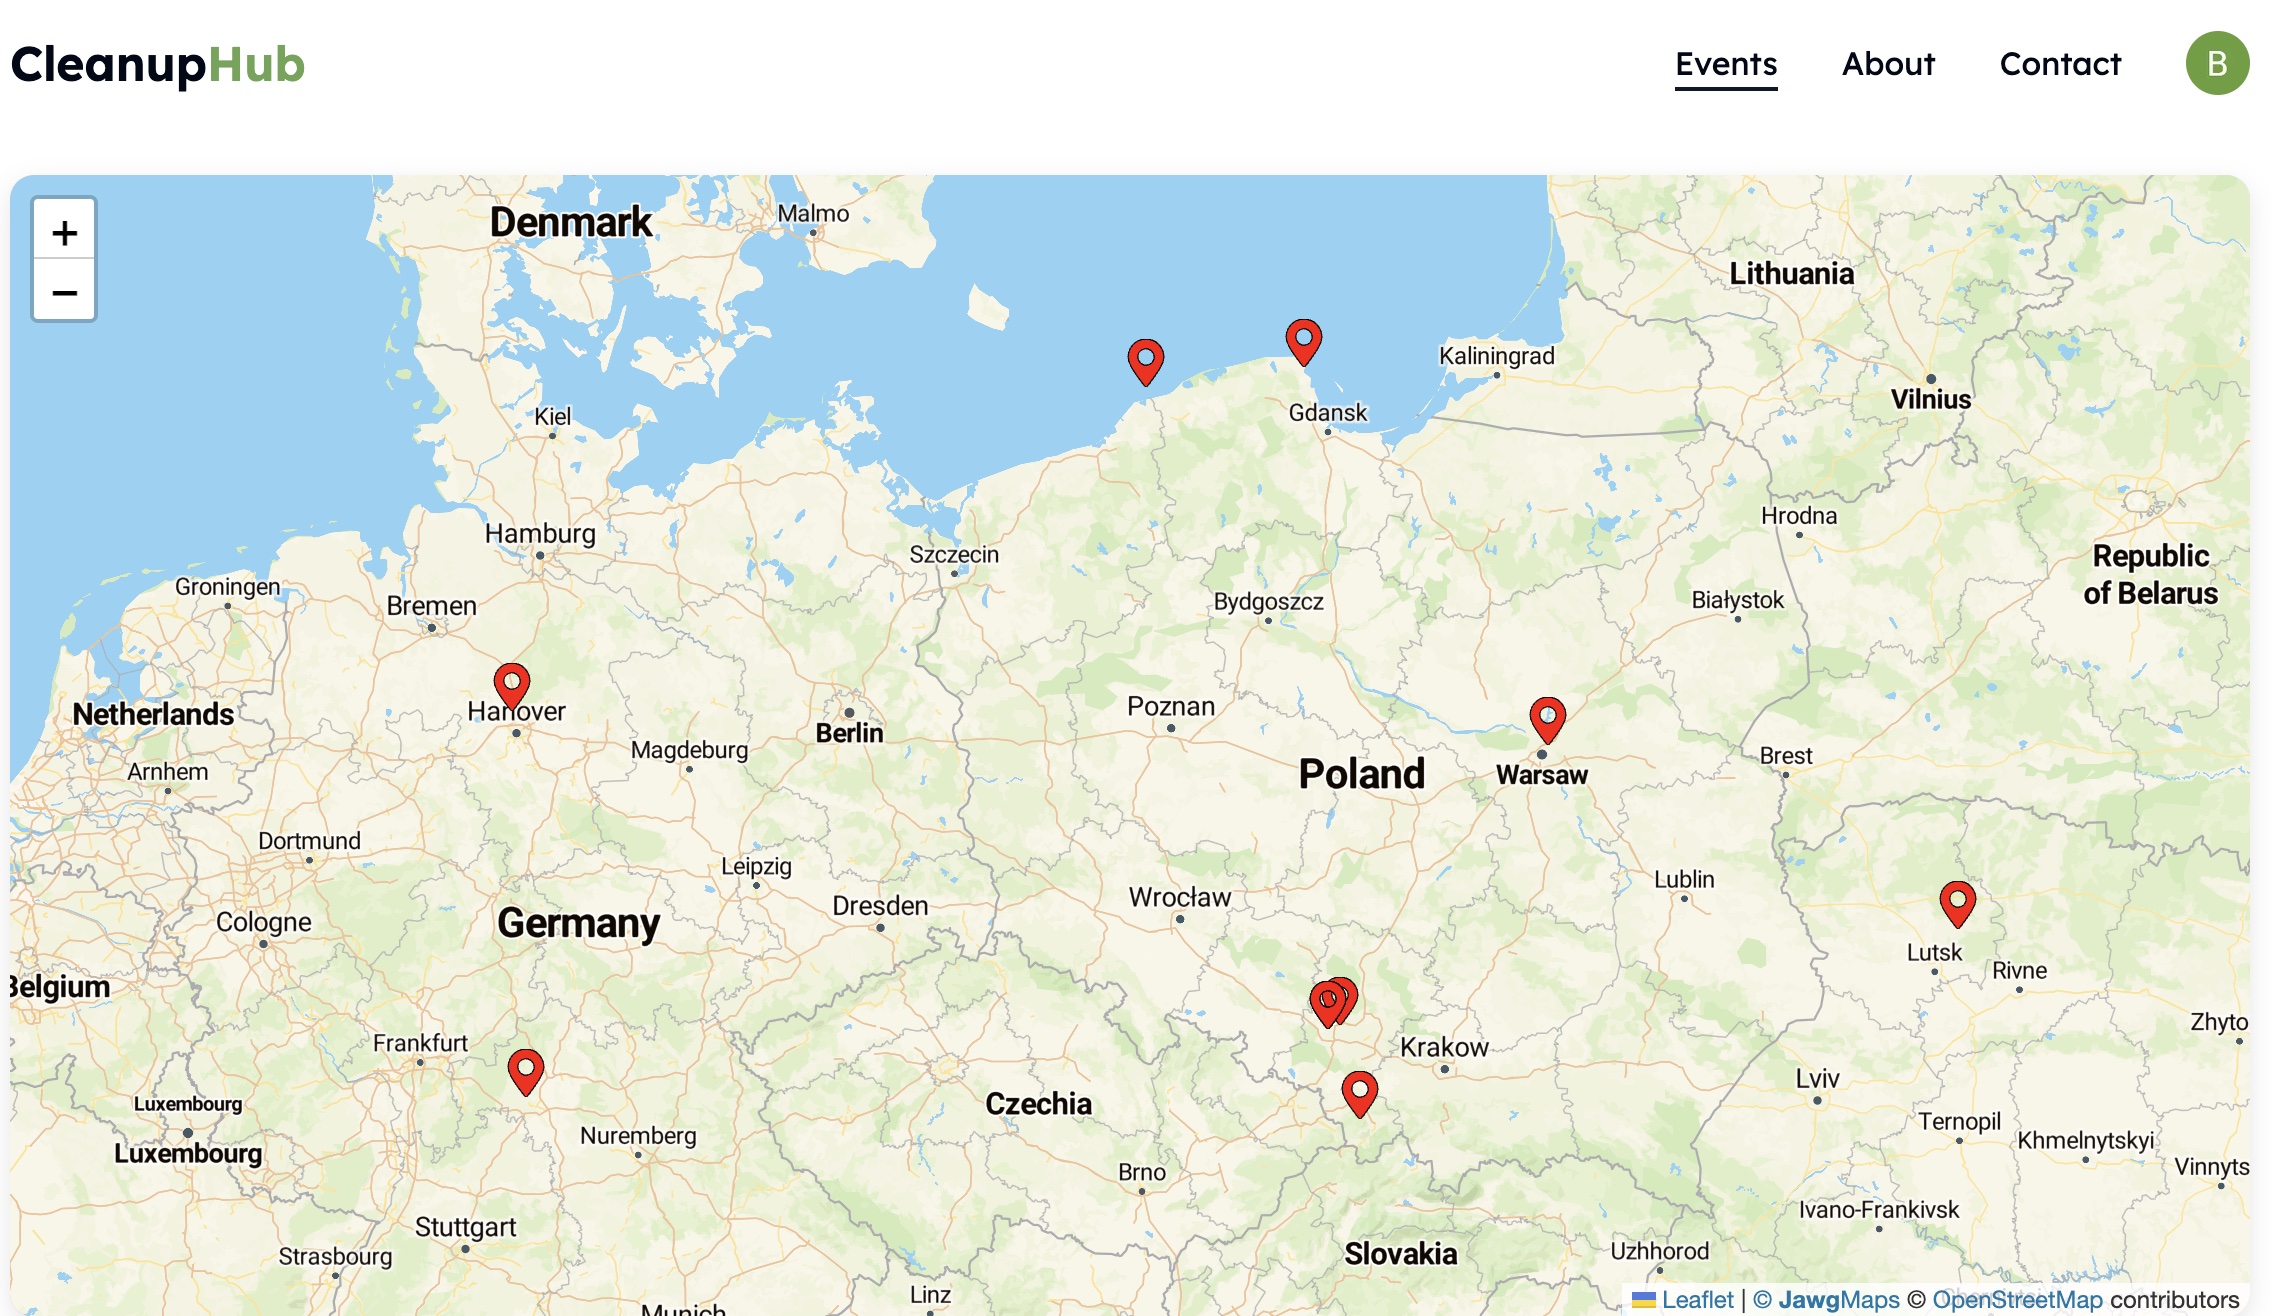 CleanupHub
Events
About
Contact
B
+
−
Denmark
Malmo
Lithuania
Kaliningrad
Vilnius
Kiel
Gdansk
Hrodna
Hamburg
Szczecin
Republic
of Belarus
Groningen
Bremen
Bydgoszcz
Białystok
Netherlands
Hanover
Berlin
Poznan
Magdeburg
Poland
Warsaw
Brest
Arnhem
Dortmund
Leipzig
Dresden
Wrocław
Lublin
Cologne
Germany
Lutsk
Rivne
Belgium
Zhyto
Frankfurt
Krakow
Lviv
Luxembourg
Czechia
Ternopil
Khmelnytskyi
Luxembourg
Nuremberg
Brno
Vinnyts
Stuttgart
Ivano-Frankivsk
Strasbourg
Slovakia
Uzhhorod
Linz
Munich
Leaflet | © JawgMaps © OpenStreetMap contributors